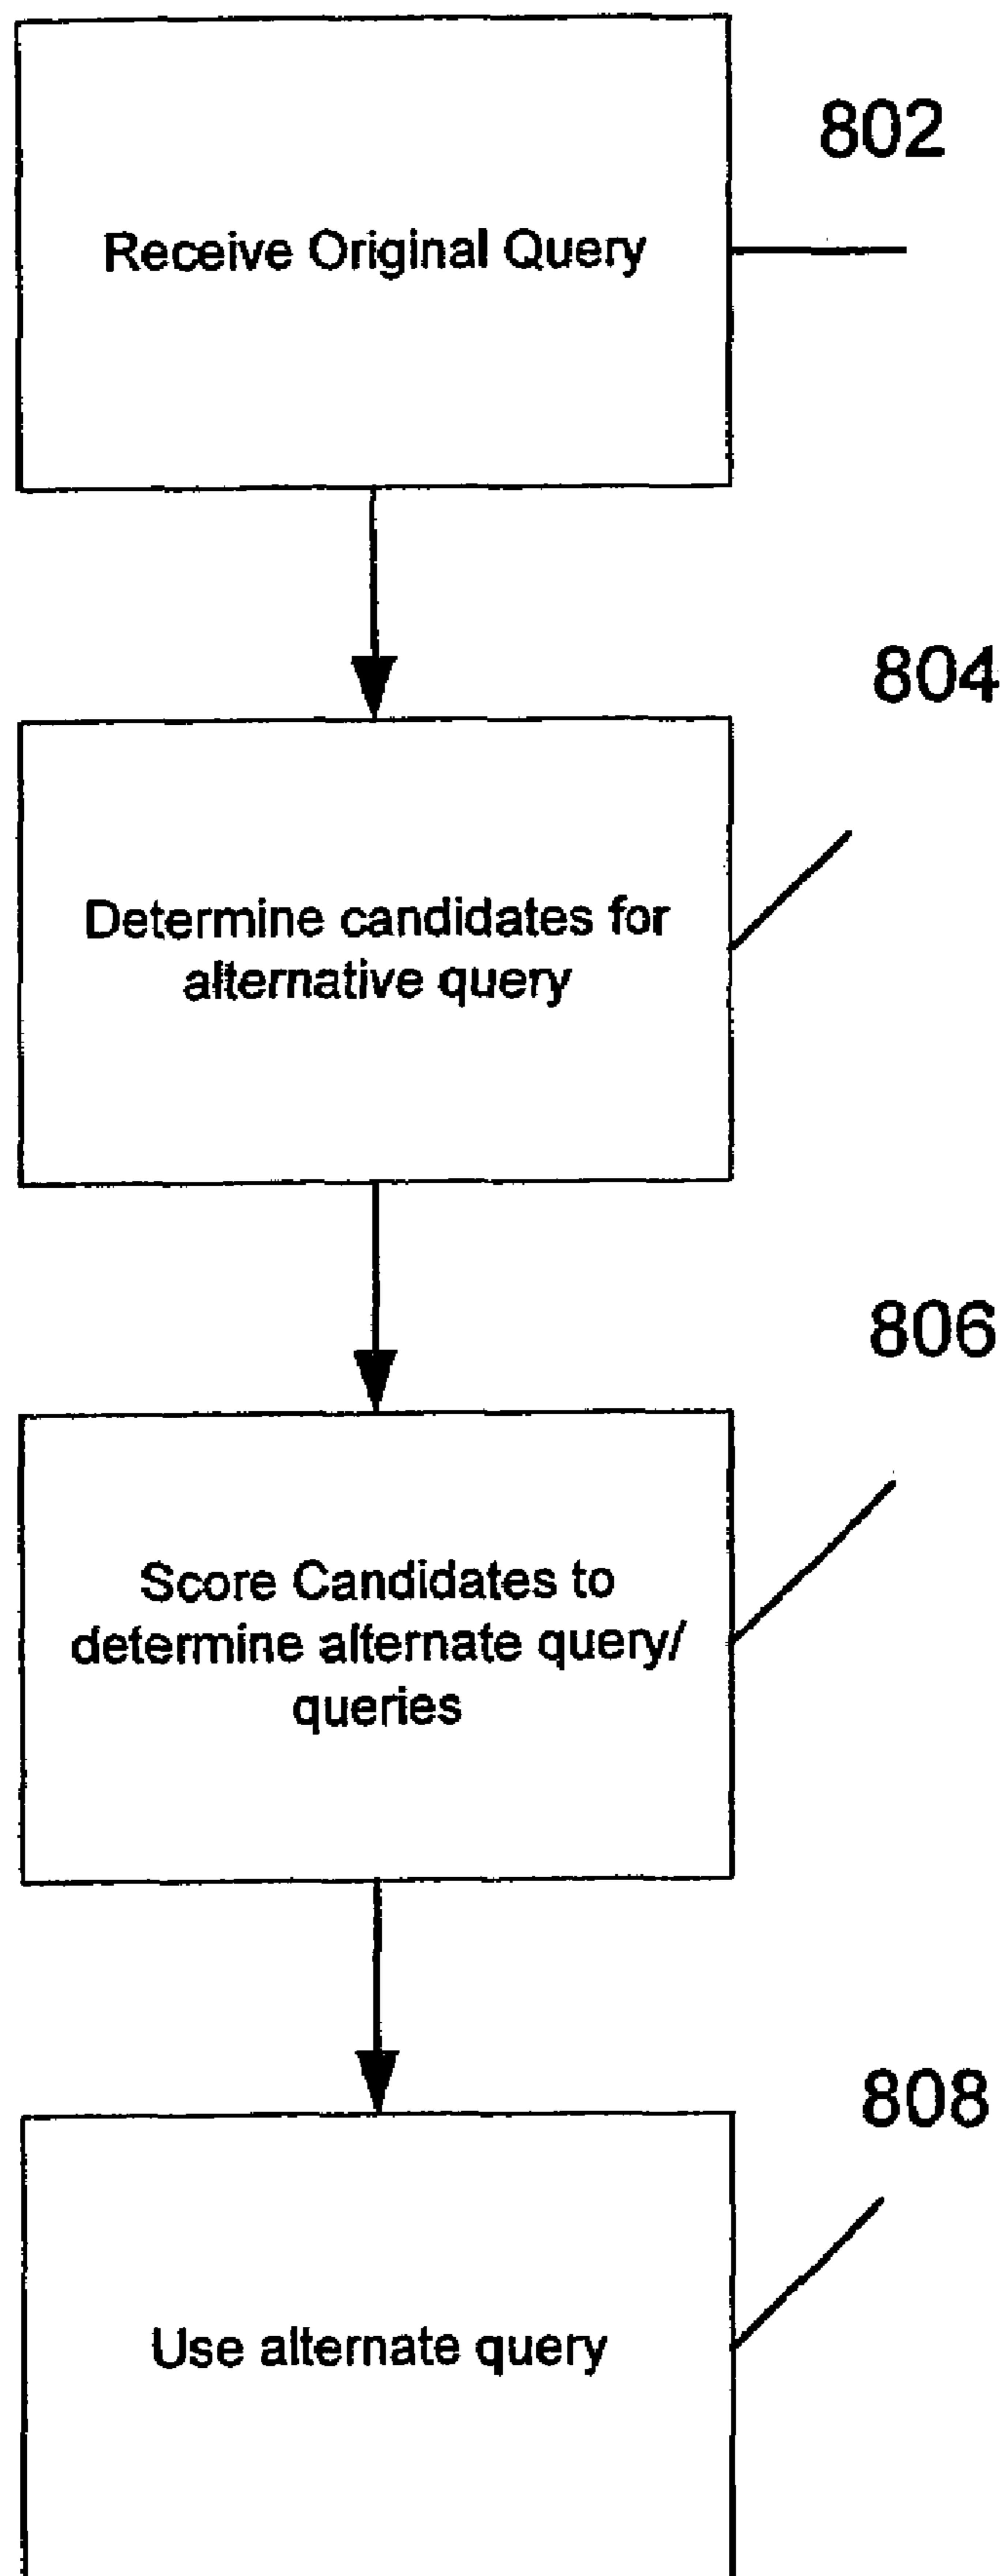 802
Receive Original Query
804
Determine candidates for
alternative query
806
Score Candidates to
determine alternate query/
queries
808
Use alternate query